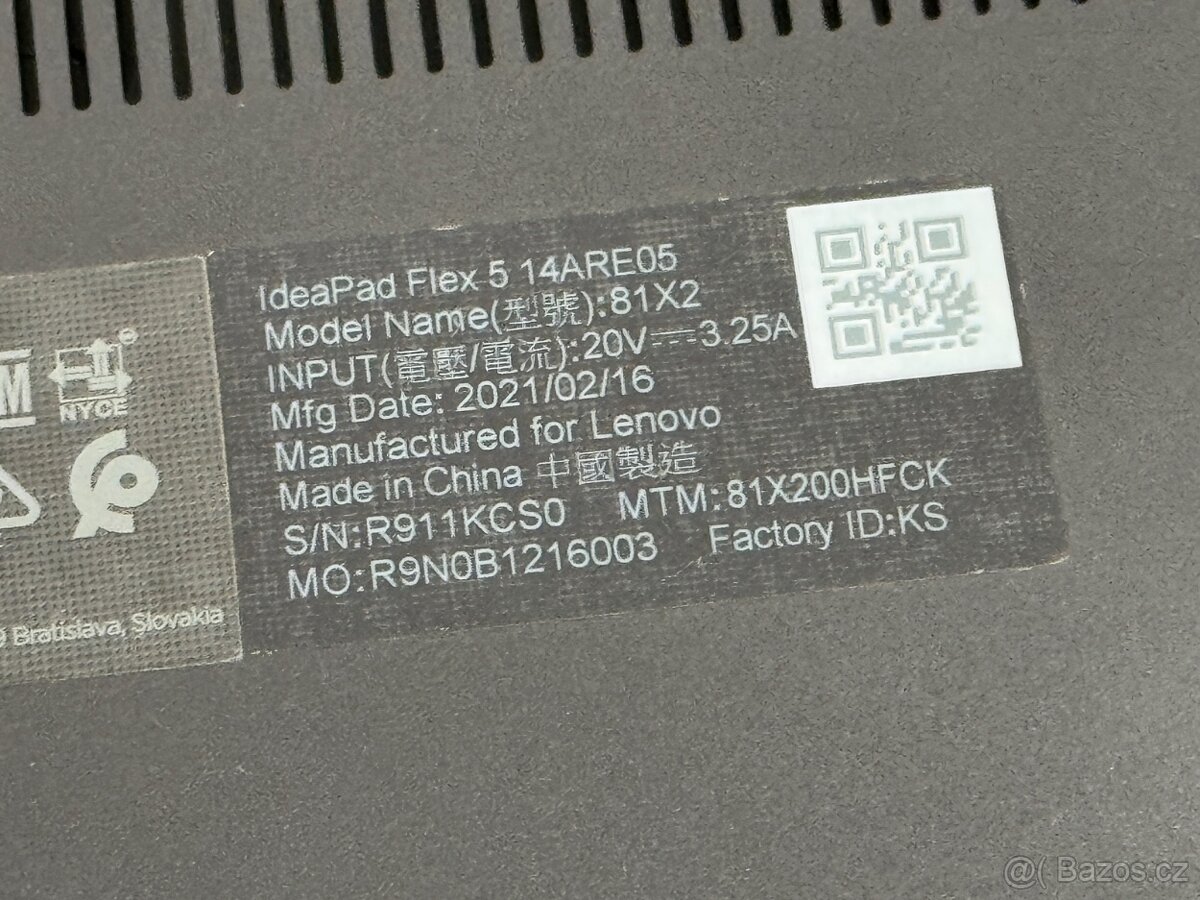 IdeaPad Flex 5 14ARE05
Model Name(型號):81X2
INPUT(電壓/電流):20V⎓3.25A
Mfg Date: 2021/02/16
Manufactured for Lenovo
Made in China 中國製造
S/N:R911KCS0 MTM:81X200HFCK
MO:R9N0B1216003 Factory ID:KS
M
NYCE
9 Bratislava, Slovakia
@( Bazos.cz